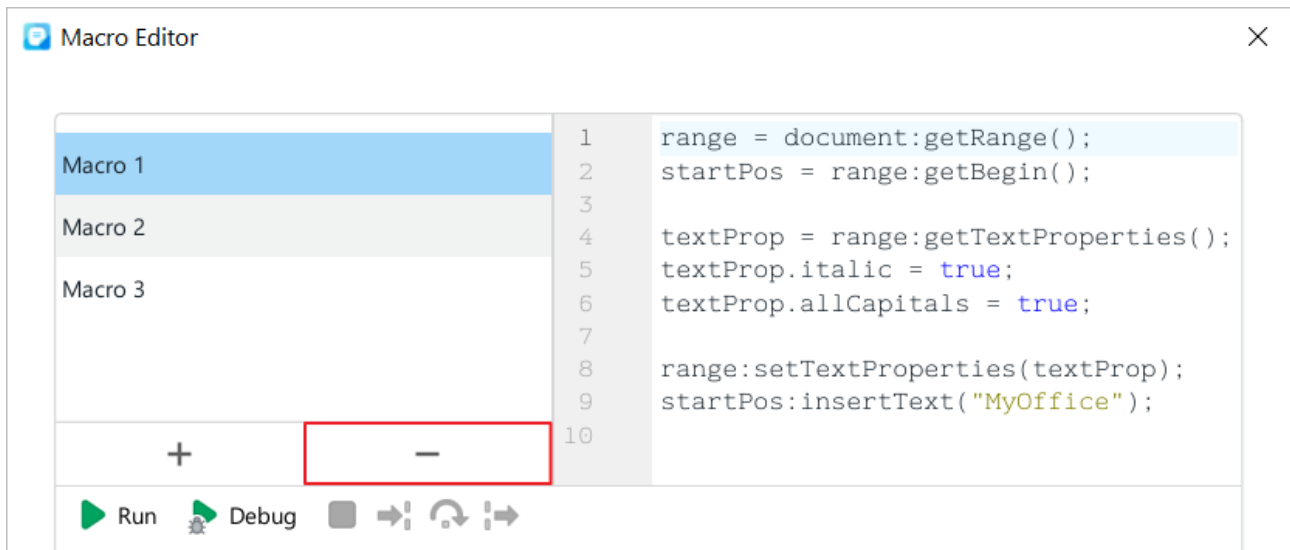 Macro Editor
Macro 1
Macro 2
Macro 3
+
−
1 range = document:getRange();
2 startPos = range:getBegin();
3
4 textProp = range:getTextProperties();
5 textProp.italic = true;
6 textProp.allCapitals = true;
7
8 range:setTextProperties(textProp);
9 startPos:insertText("MyOffice");
10
Run Debug